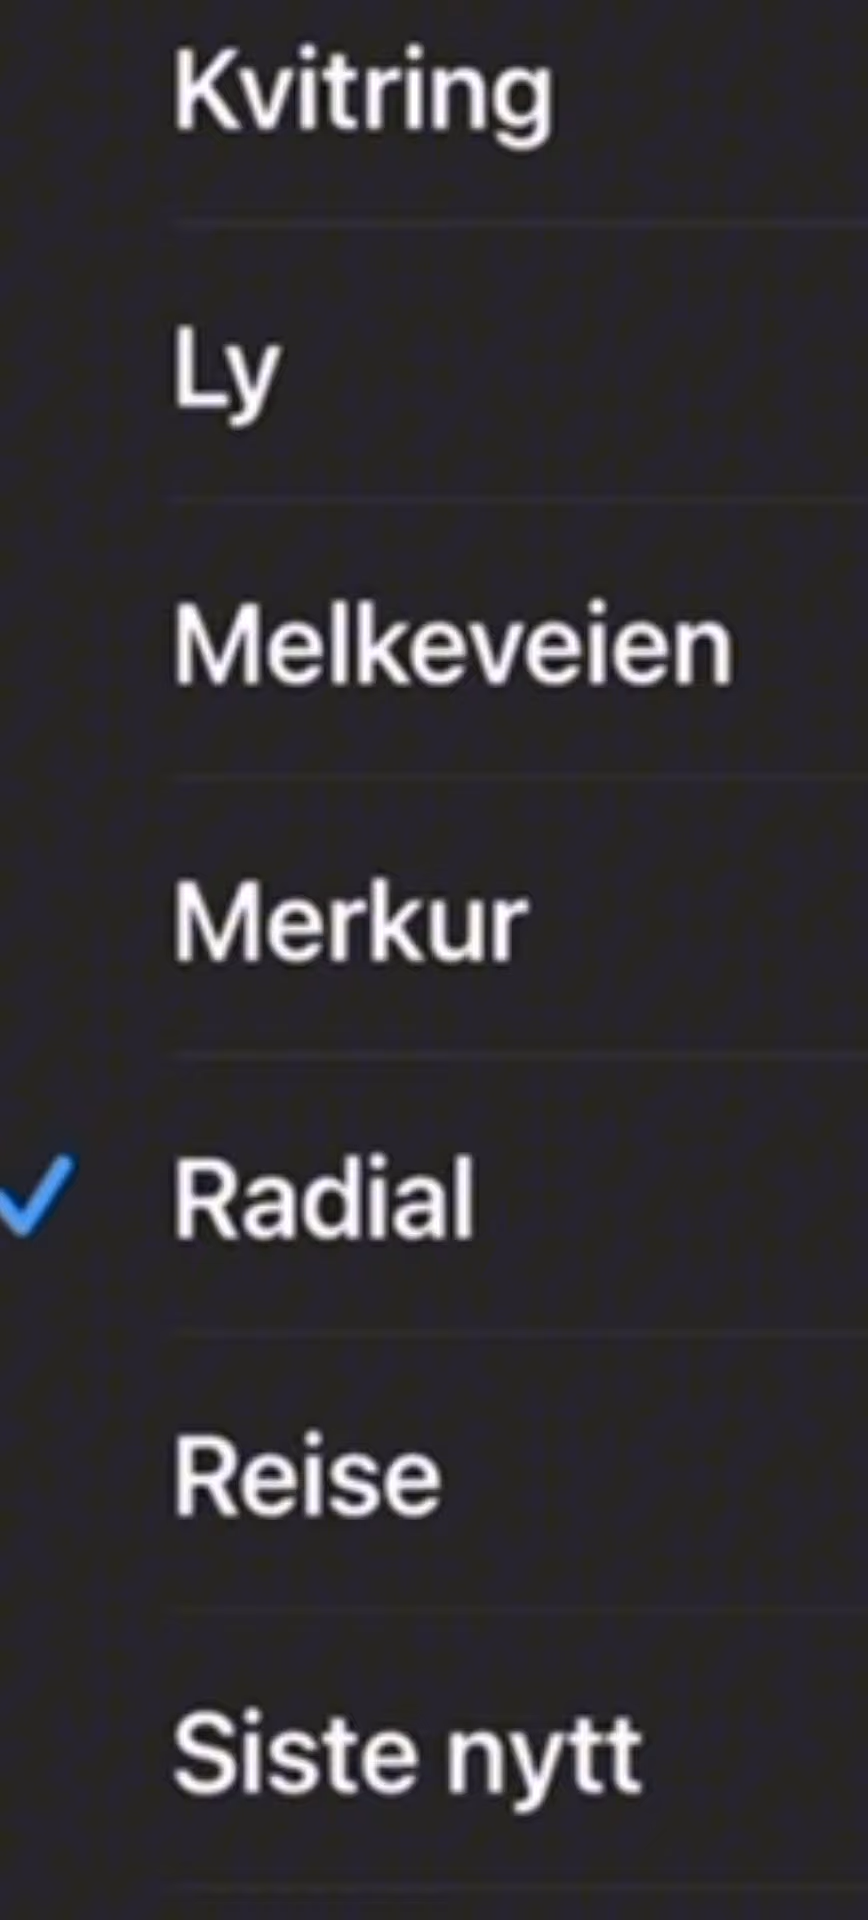 Kvitring
Ly
Melkeveien
Merkur
Radial
Reise
Siste nytt